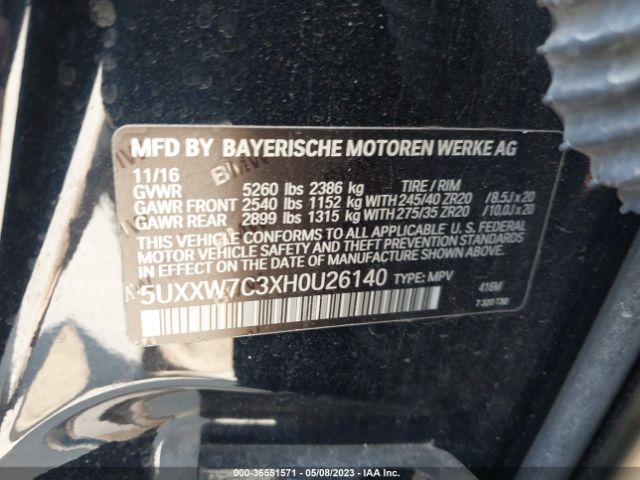 MFD BY BAYERISCHE MOTOREN WERKE AG
11/16
GVWR 5260 lbs 2386 kg TIRE / RIM
GAWR FRONT 2540 lbs 1152 kg WITH 245/40 ZR20 / 8.5J x 20
GAWR REAR 2899 lbs 1315 kg WITH 275/35 ZR20 / 10.0J x 20
THIS VEHICLE CONFORMS TO ALL APPLICABLE U.S. FEDERAL
MOTOR VEHICLE SAFETY AND THEFT PREVENTION STANDARDS
IN EFFECT ON THE DATE OF MANUFACTURE SHOWN ABOVE.
5UXXW7C3XH0U26140 TYPE: MPV 416M
7 320 730
000-36551571 - 05/08/2023 - IAA Inc.